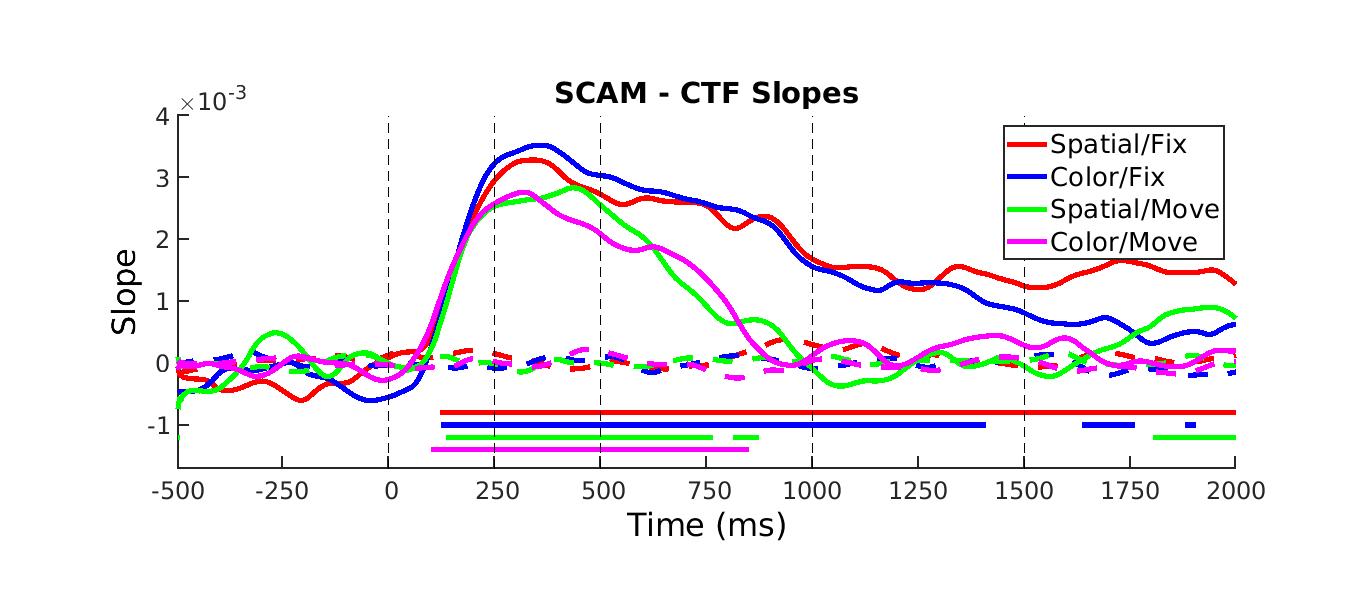 ×10-3
SCAM - CTF Slopes
4
3
2
1
0
-1
Slope
Spatial/Fix
Color/Fix
Spatial/Move
Color/Move
-500 -250 0 250 500 750 1000 1250 1500 1750 2000
Time (ms)